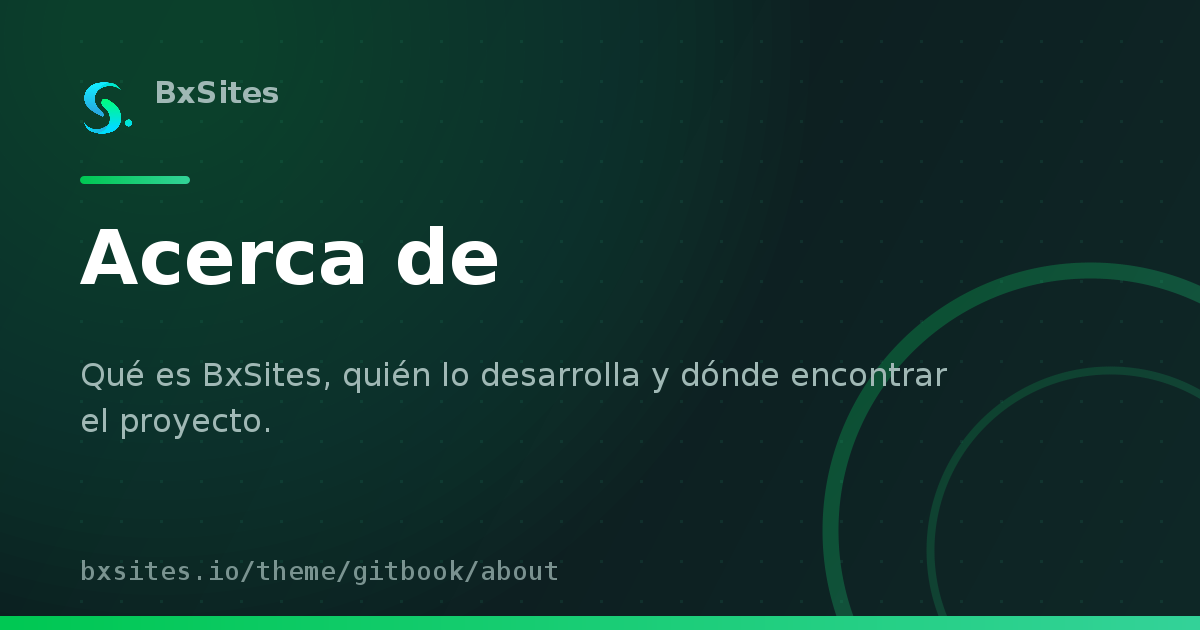 BxSites
Acerca de
Qué es BxSites, quién lo desarrolla y dónde encontrar
el proyecto.
bxsites.io/theme/gitbook/about